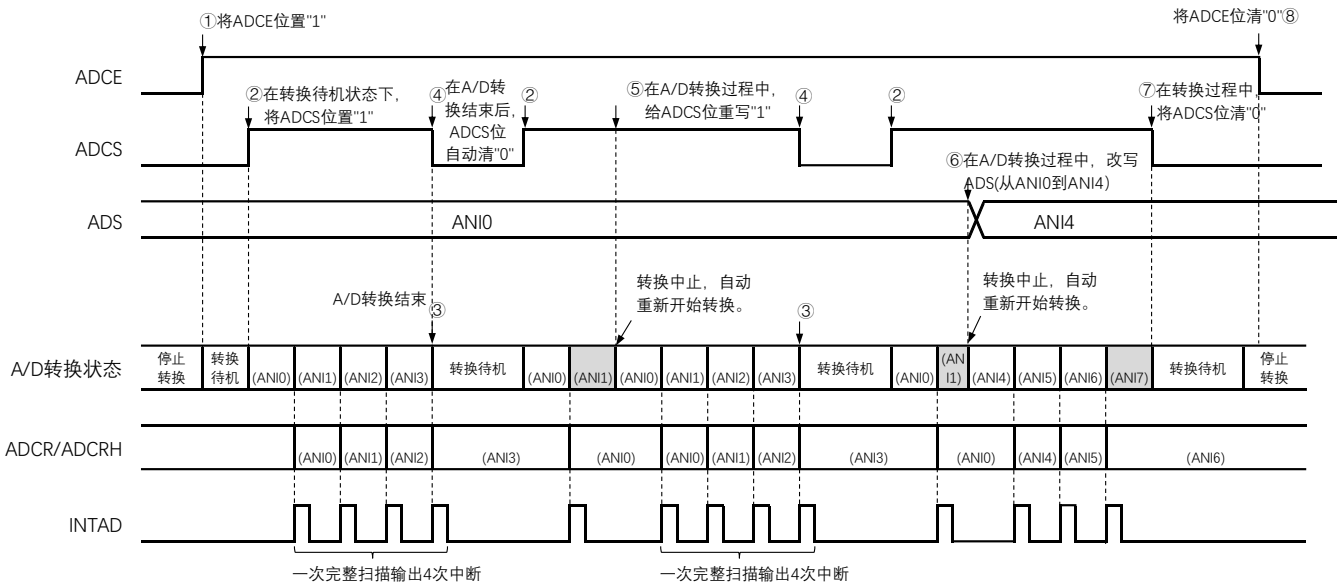 ①将ADCE位置"1"
将ADCE位清"0"⑧
ADCE
②在转换待机状态下，
将ADCS位置"1"
④在A/D转
换结束后，
ADCS位
自动清"0"
②
⑤在A/D转换过程中，
给ADCS位重写"1"
④
②
⑦在转换过程中，
将ADCS位清"0"
ADCS
⑥在A/D转换过程中，改写
ADS(从ANI0到ANI4)
ADS
ANI0
ANI4
A/D转换结束
③
转换中止，自动
重新开始转换。
③
转换中止，自动
重新开始转换。
A/D转换状态
停止
转换
转换
待机
(ANI0) (ANI1) (ANI2) (ANI3) 转换待机 (ANI0) (ANI1) (ANI0) (ANI1) (ANI2) (ANI3) 转换待机 (ANI0)
(AN
I1)
(ANI4) (ANI5) (ANI6) (ANI7) 转换待机
停止
转换
ADCR/ADCRH
(ANI0) (ANI1) (ANI2) (ANI3) (ANI0) (ANI0) (ANI1) (ANI2) (ANI3) (ANI0) (ANI4) (ANI5) (ANI6)
INTAD
一次完整扫描输出4次中断
一次完整扫描输出4次中断